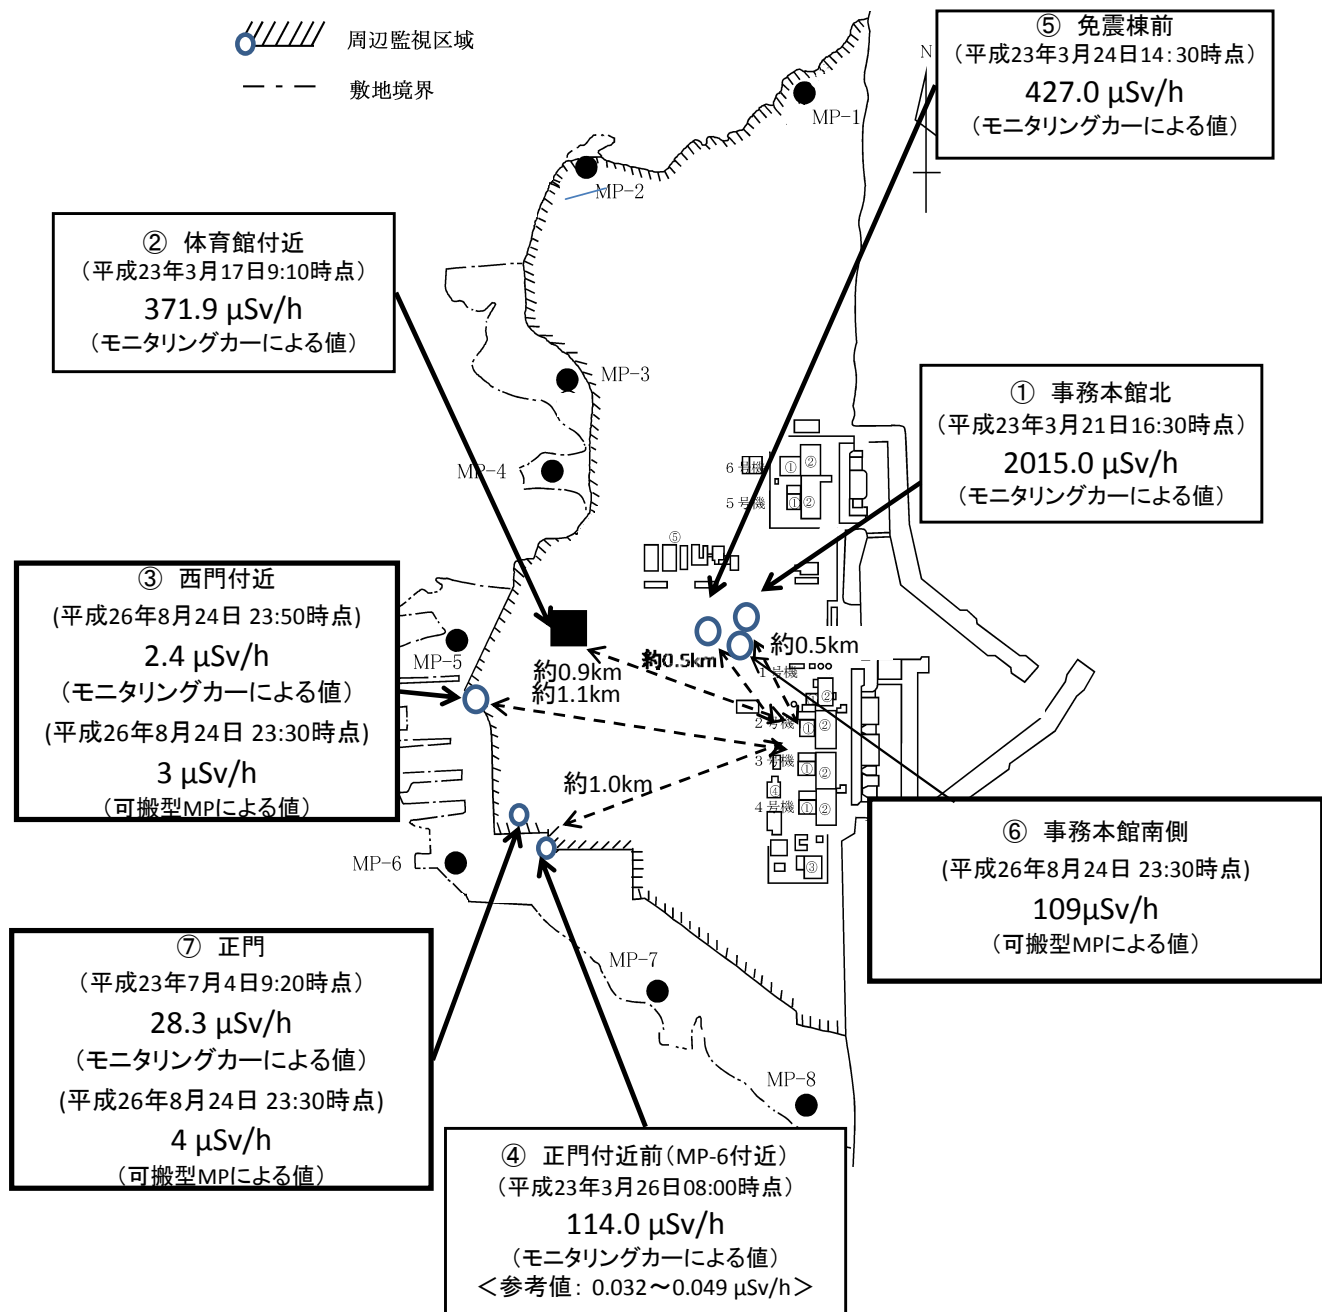 周辺監視区域
敷地境界
⑤ 免震棟前
（平成23年3月24日14:30時点）
427.0 μSv/h
（モニタリングカーによる値）
N
MP-1
MP-2
② 体育館付近
（平成23年3月17日9:10時点）
371.9 μSv/h
（モニタリングカーによる値）
MP-3
① 事務本館北
（平成23年3月21日16:30時点）
2015.0 μSv/h
（モニタリングカーによる値）
MP-4
6号機
① ②
5号機
① ②
⑤
③ 西門付近
(平成26年8月24日 23:50時点)
2.4 μSv/h
（モニタリングカーによる値）
(平成26年8月24日 23:30時点)
3 μSv/h
（可搬型MPによる値）
MP-5
約0.9km
約1.1km
約0.5km
約0.5km
1号機
②
2号機
① ②
3号機
① ②
④
4号機
① ②
③
約1.0km
MP-6
⑥ 事務本館南側
(平成26年8月24日 23:30時点)
109μSv/h
（可搬型MPによる値）
⑦ 正門
（平成23年7月4日9:20時点）
28.3 μSv/h
（モニタリングカーによる値）
(平成26年8月24日 23:30時点)
4 μSv/h
（可搬型MPによる値）
MP-7
MP-8
④ 正門付近前（MP-6付近）
（平成23年3月26日08:00時点）
114.0 μSv/h
（モニタリングカーによる値）
＜参考値: 0.032～0.049 μSv/h＞